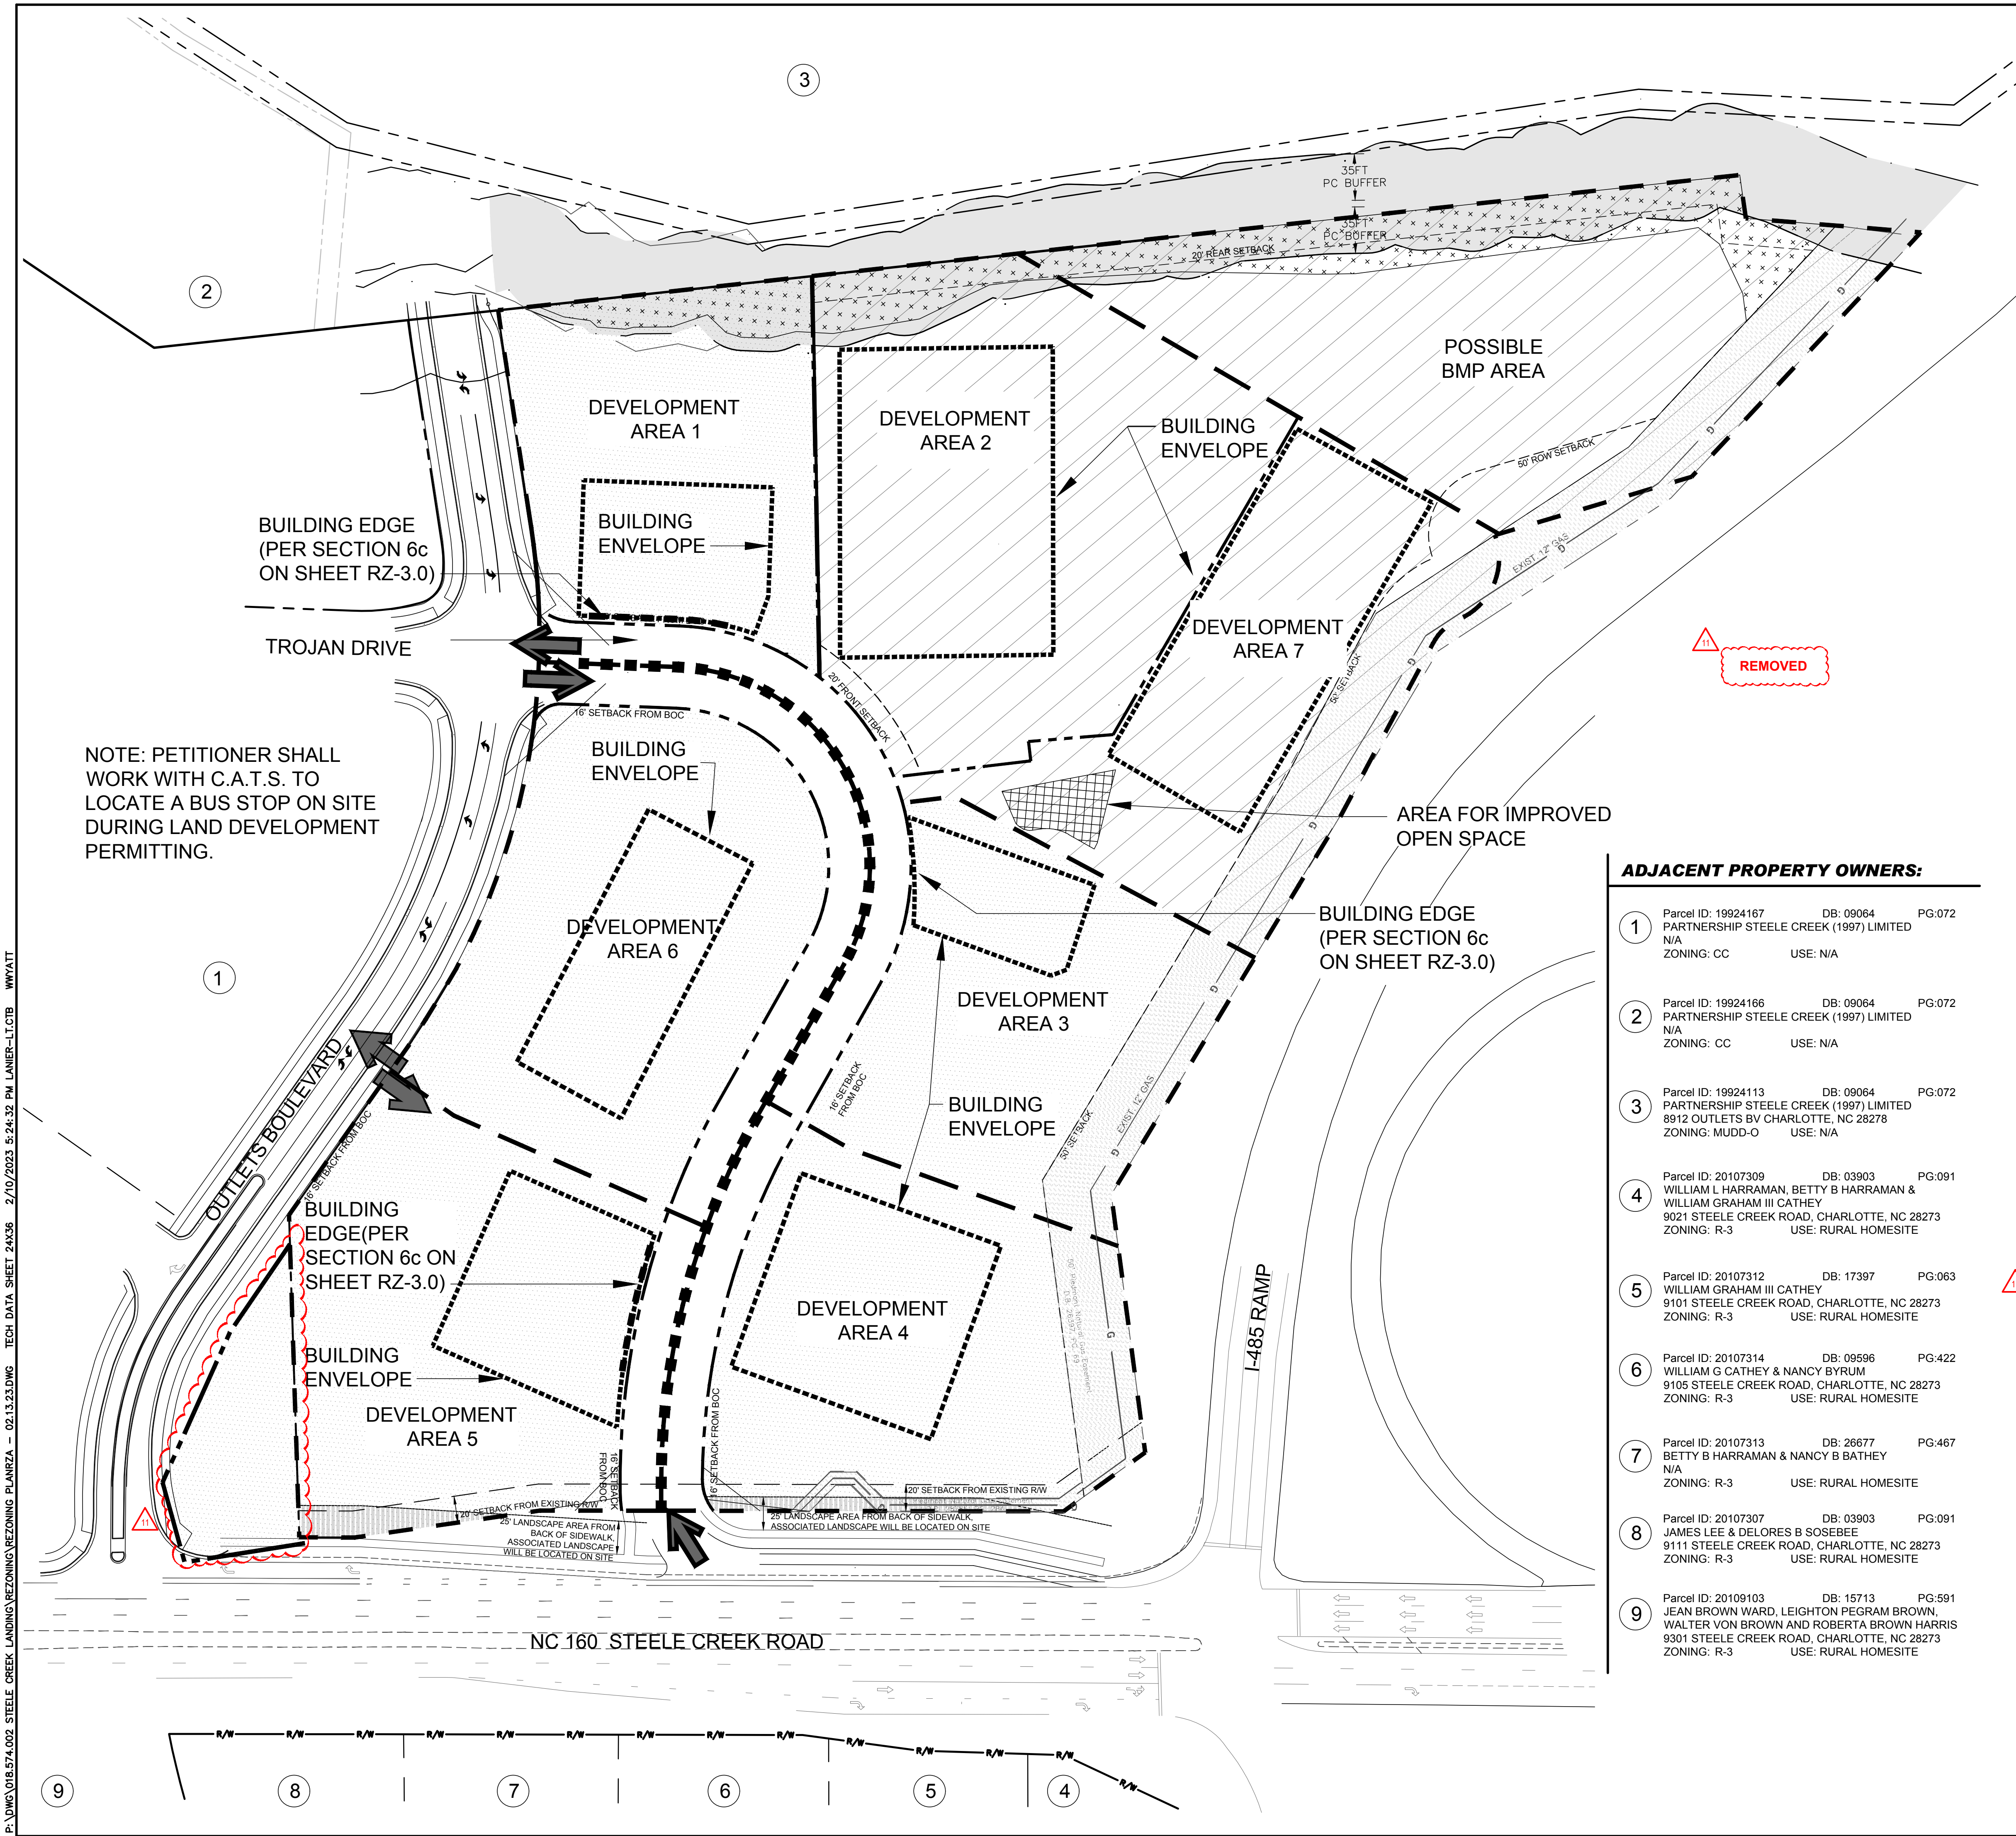 3
2
35FT
PC BUFFER
35FT
PC BUFFER
20' REAR SETBACK
POSSIBLE
BMP AREA
DEVELOPMENT
AREA 1
DEVELOPMENT
AREA 2
BUILDING
ENVELOPE
50' ROW SETBACK
BUILDING EDGE
(PER SECTION 6c
ON SHEET RZ-3.0)
BUILDING
ENVELOPE
EXIST. 12" GAS
TROJAN DRIVE
DEVELOPMENT
AREA 7
11
REMOVED
50' SETBACK
20' FRONT SETBACK
16' SETBACK FROM BOC
NOTE: PETITIONER SHALL
WORK WITH C.A.T.S. TO
LOCATE A BUS STOP ON SITE
DURING LAND DEVELOPMENT
PERMITTING.
BUILDING
ENVELOPE
AREA FOR IMPROVED
OPEN SPACE
BUILDING EDGE
(PER SECTION 6c
ON SHEET RZ-3.0)
DEVELOPMENT
AREA 6
1
DEVELOPMENT
AREA 3
16' SETBACK
FROM BOC
BUILDING
ENVELOPE
50' SETBACK
EXIST. 12" GAS
OUTLETS BOULEVARD
16' SETBACK FROM BOC
BUILDING
EDGE(PER
SECTION 6c ON
SHEET RZ-3.0)
DEVELOPMENT
AREA 4
I-485 RAMP
G
BUILDING
ENVELOPE
DEVELOPMENT
AREA 5
16' SETBACK
FROM BOC
16' SETBACK FROM BOC
11
20' SETBACK FROM EXISTING R/W
25' LANDSCAPE AREA FROM
BACK OF SIDEWALK,
ASSOCIATED LANDSCAPE
WILL BE LOCATED ON SITE
20' SETBACK FROM EXISTING R/W
25' LANDSCAPE AREA FROM BACK OF SIDEWALK,
ASSOCIATED LANDSCAPE WILL BE LOCATED ON SITE
NC 160 STEELE CREEK ROAD
R/W R/W R/W R/W R/W R/W R/W R/W R/W R/W R/W R/W R/W R/W
9
8
7
6
5
4
ADJACENT PROPERTY OWNERS:
1
Parcel ID: 19924167 DB: 09064 PG:072
PARTNERSHIP STEELE CREEK (1997) LIMITED
N/A
ZONING: CC USE: N/A
2
Parcel ID: 19924166 DB: 09064 PG:072
PARTNERSHIP STEELE CREEK (1997) LIMITED
N/A
ZONING: CC USE: N/A
3
Parcel ID: 19924113 DB: 09064 PG:072
PARTNERSHIP STEELE CREEK (1997) LIMITED
8912 OUTLETS BV CHARLOTTE, NC 28278
ZONING: MUDD-O USE: N/A
4
Parcel ID: 20107309 DB: 03903 PG:091
WILLIAM L HARRAMAN, BETTY B HARRAMAN &
WILLIAM GRAHAM III CATHEY
9021 STEELE CREEK ROAD, CHARLOTTE, NC 28273
ZONING: R-3 USE: RURAL HOMESITE
5
Parcel ID: 20107312 DB: 17397 PG:063
WILLIAM GRAHAM III CATHEY
9101 STEELE CREEK ROAD, CHARLOTTE, NC 28273
ZONING: R-3 USE: RURAL HOMESITE
6
Parcel ID: 20107314 DB: 09596 PG:422
WILLIAM G CATHEY & NANCY BYRUM
9105 STEELE CREEK ROAD, CHARLOTTE, NC 28273
ZONING: R-3 USE: RURAL HOMESITE
7
Parcel ID: 20107313 DB: 26677 PG:467
BETTY B HARRAMAN & NANCY B BATHEY
N/A
ZONING: R-3 USE: RURAL HOMESITE
8
Parcel ID: 20107307 DB: 03903 PG:091
JAMES LEE & DELORES B SOSEBEE
9111 STEELE CREEK ROAD, CHARLOTTE, NC 28273
ZONING: R-3 USE: RURAL HOMESITE
9
Parcel ID: 20109103 DB: 15713 PG:591
JEAN BROWN WARD, LEIGHTON PEGRAM BROWN,
WALTER VON BROWN AND ROBERTA BROWN HARRIS
9301 STEELE CREEK ROAD, CHARLOTTE, NC 28273
ZONING: R-3 USE: RURAL HOMESITE
P:\DWG\018.574.002 STEELE CREEK LANDING\REZONING\REZONING PLANRZA - 02.13.23.DWG TECH DATA SHEET 24X36 2/10/2023 5:24:32 PM LANIER-LT.CTB WWYATT